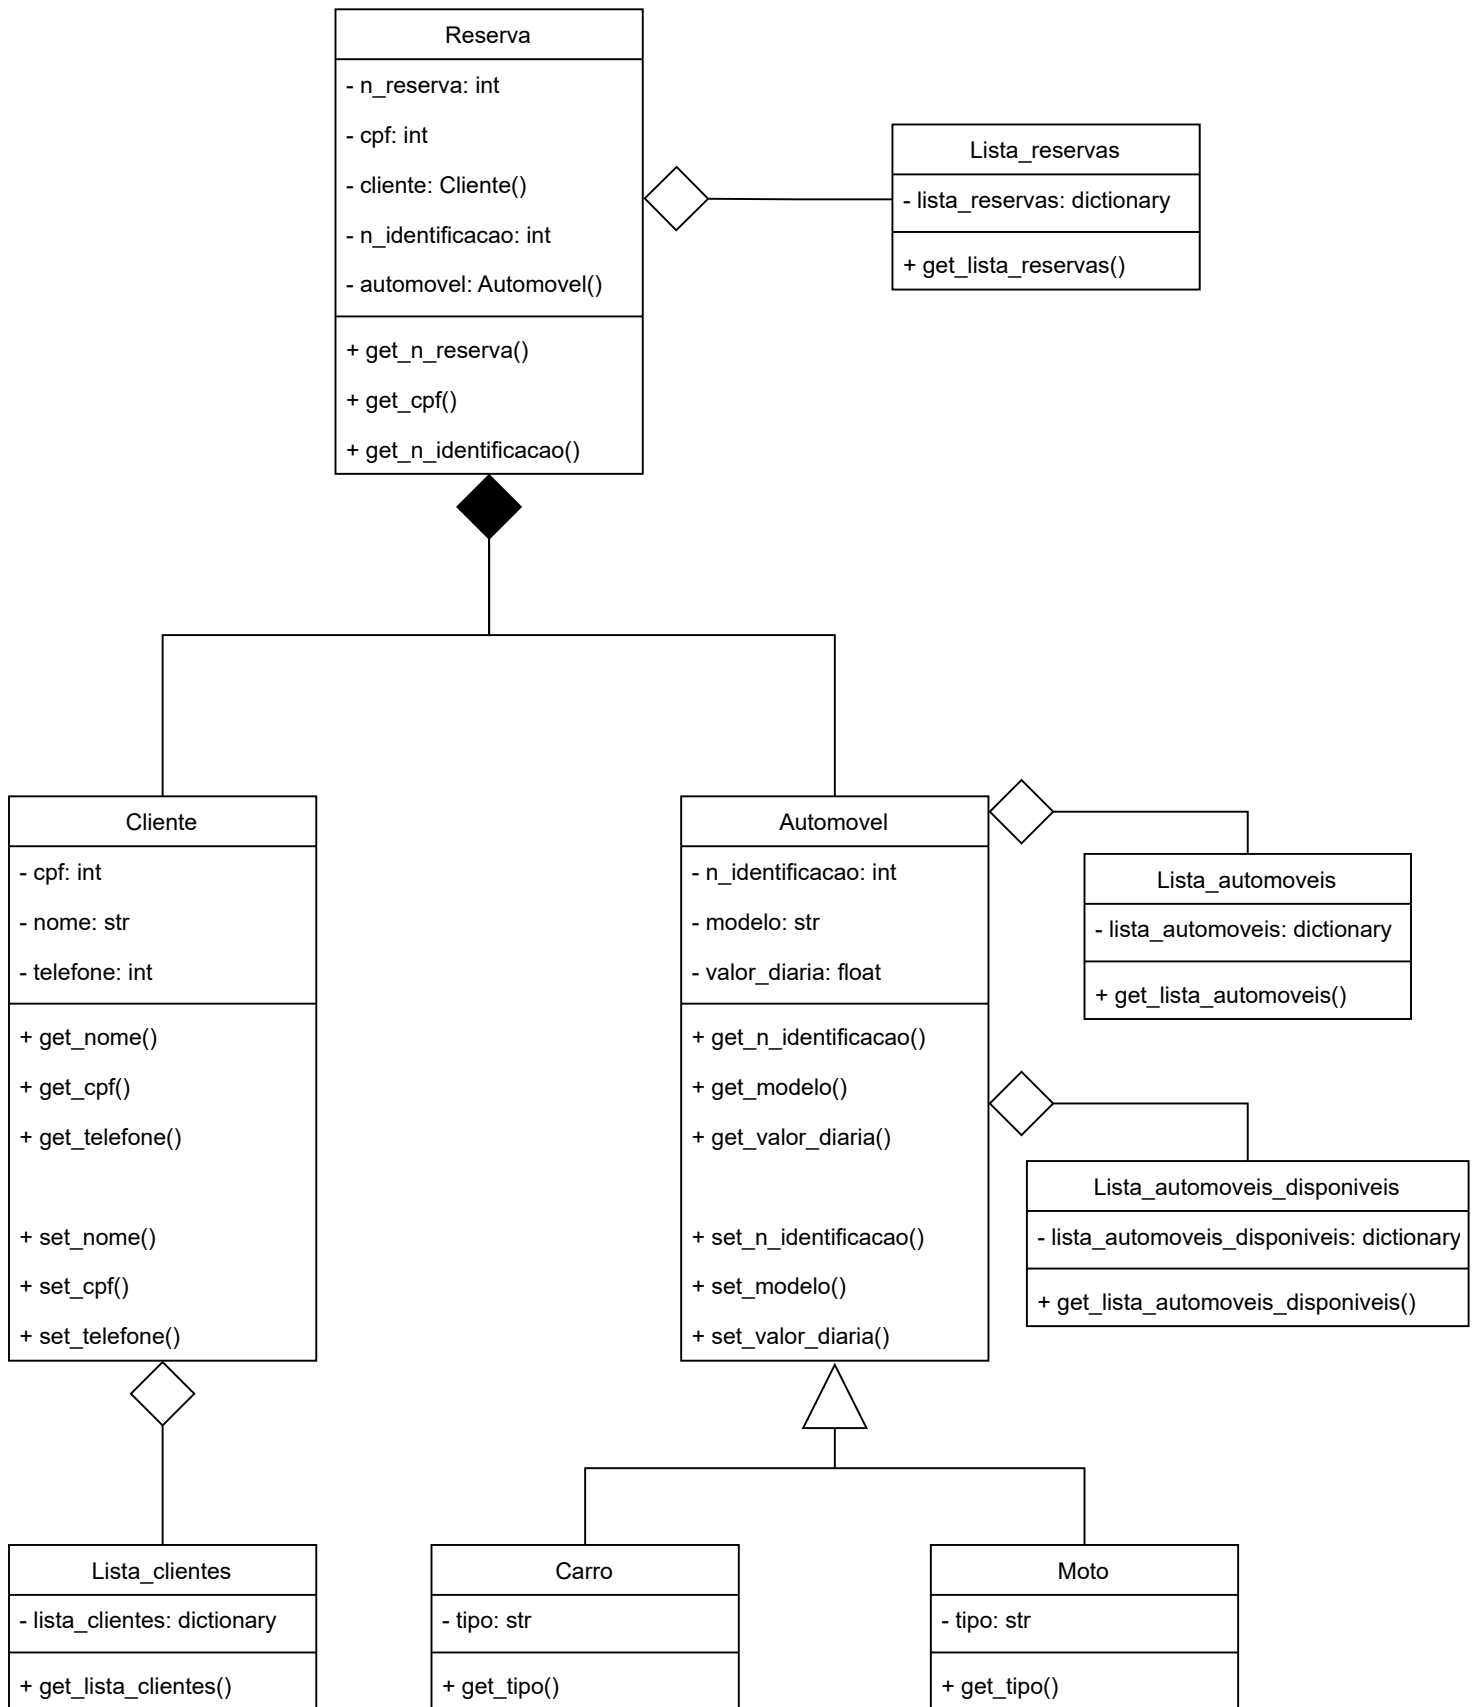 Reserva
- n_reserva: int
- cpf: int
- cliente: Cliente()
- n_identificacao: int
- automovel: Automovel()
+ get_n_reserva()
+ get_cpf()
+ get_n_identificacao()
Lista_reservas
- lista_reservas: dictionary
+ get_lista_reservas()
Cliente
- cpf: int
- nome: str
- telefone: int
+ get_nome()
+ get_cpf()
+ get_telefone()
+ set_nome()
+ set_cpf()
+ set_telefone()
Automovel
- n_identificacao: int
- modelo: str
- valor_diaria: float
+ get_n_identificacao()
+ get_modelo()
+ get_valor_diaria()
+ set_n_identificacao()
+ set_modelo()
+ set_valor_diaria()
Lista_automoveis
- lista_automoveis: dictionary
+ get_lista_automoveis()
Lista_automoveis_disponiveis
- lista_automoveis_disponiveis: dictionary
+ get_lista_automoveis_disponiveis()
Lista_clientes
- lista_clientes: dictionary
+ get_lista_clientes()
Carro
- tipo: str
+ get_tipo()
Moto
- tipo: str
+ get_tipo()